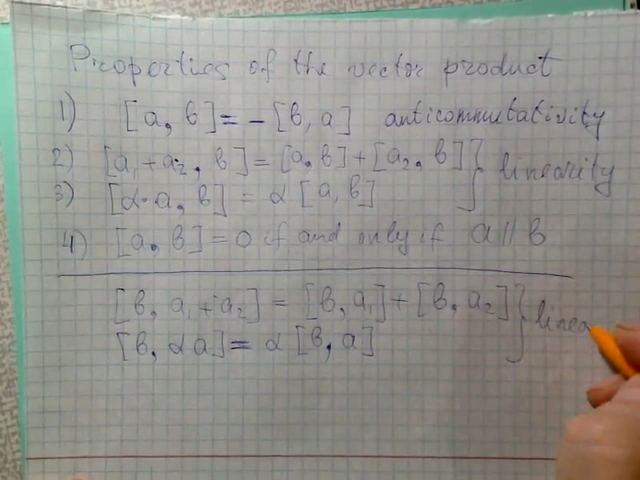 Properties of the vector product
1) [a, b] = - [b, a] anticommutativity
2) [a₁ + a₂, b] = [a, b] + [a₂, b] } linearity
3) [α · a, b] = α [a, b]
4) [a, b] = 0 if and only if a // b
[b, a₁ + a₂] = [b, a₁] + [b, a₂] } linea
[b, α a] = α [b, a]